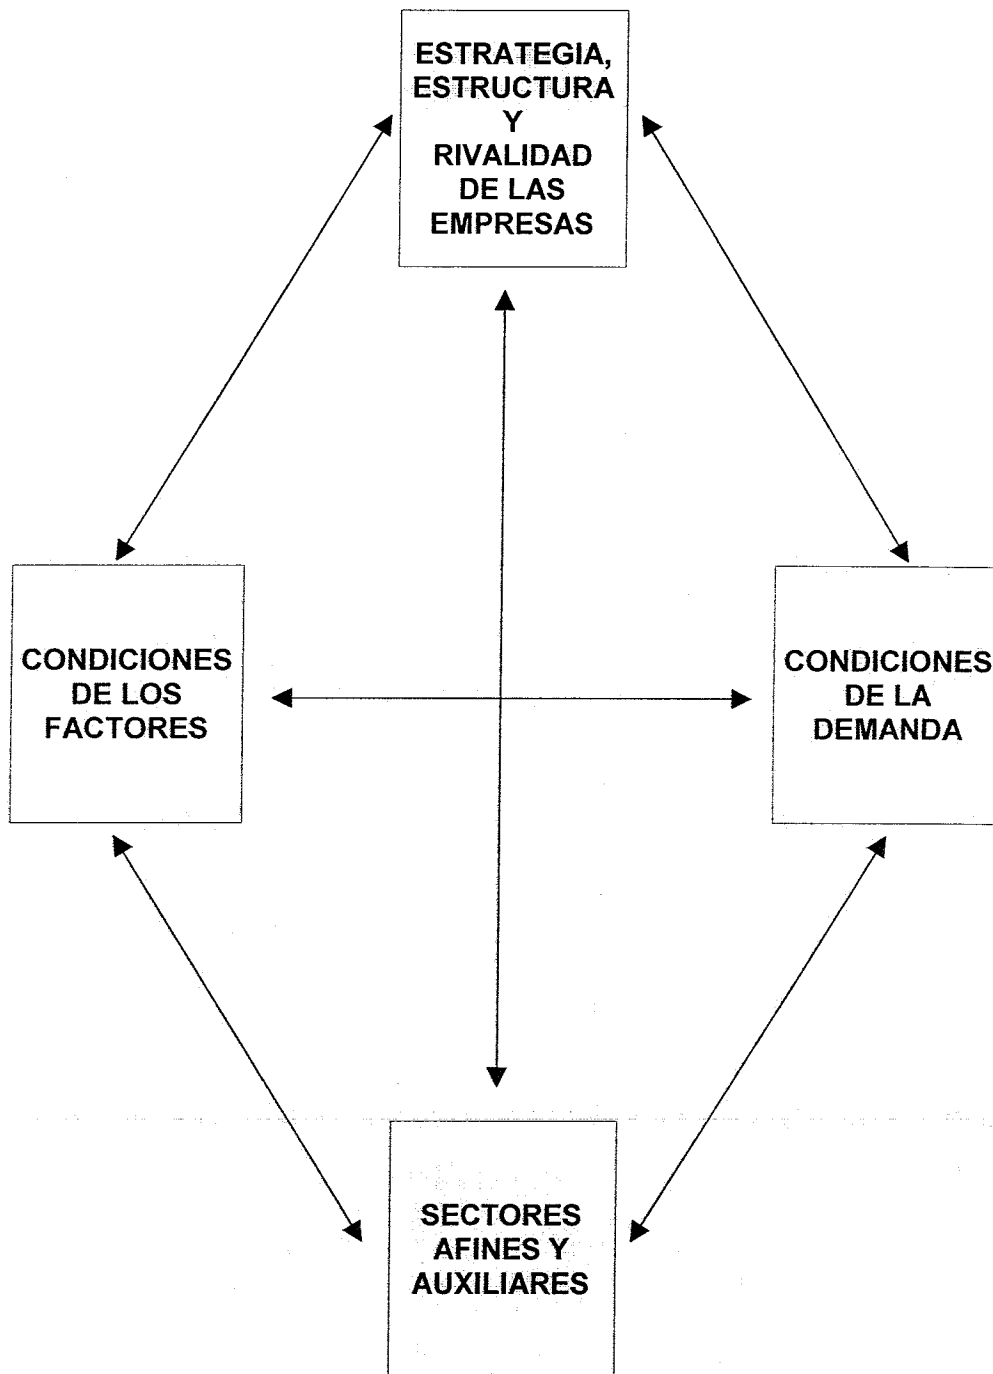 ESTRATEGIA,
ESTRUCTURA
Y
RIVALIDAD
DE LAS
EMPRESAS
CONDICIONES
DE LOS
FACTORES
CONDICIONES
DE LA
DEMANDA
SECTORES
AFINES Y
AUXILIARES